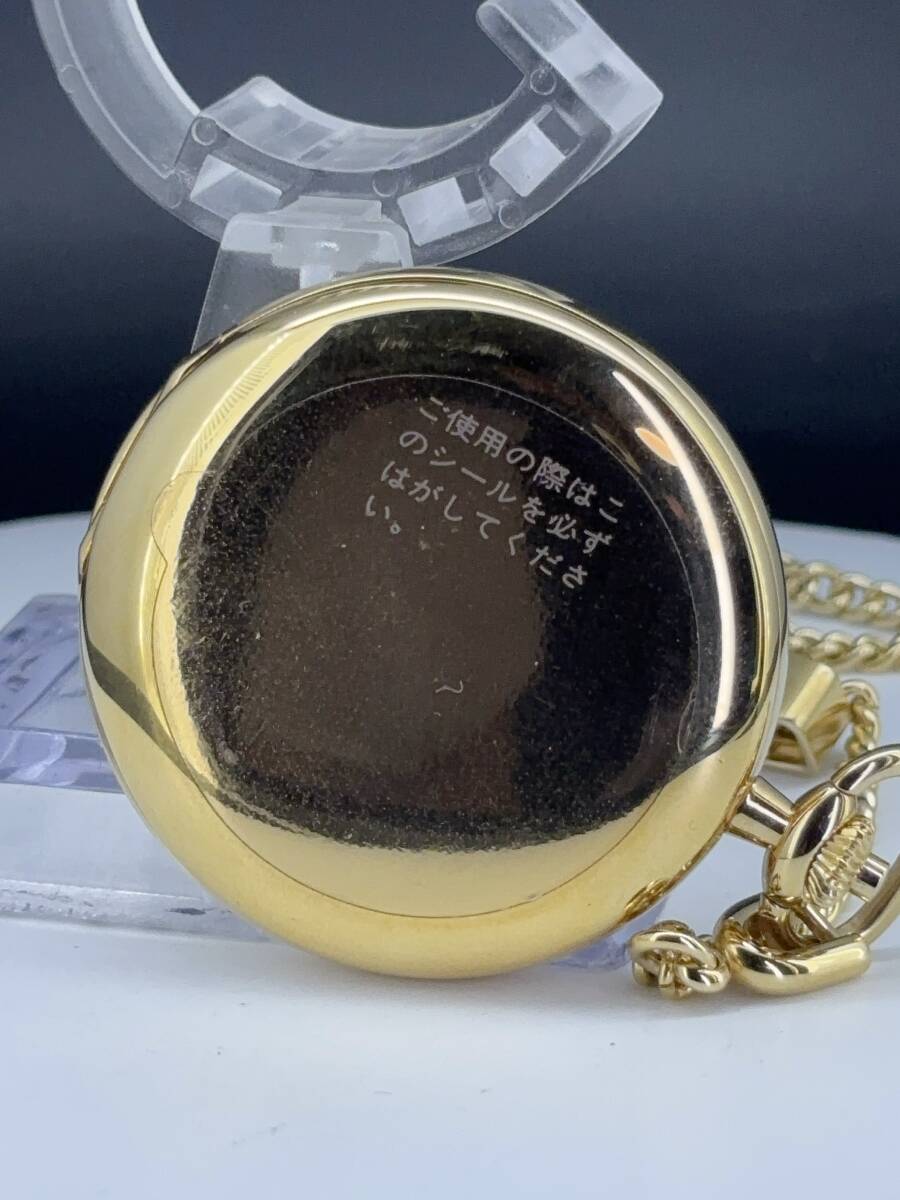 ご使用の際はこ
のシールを必ず
はがしてくださ
い。